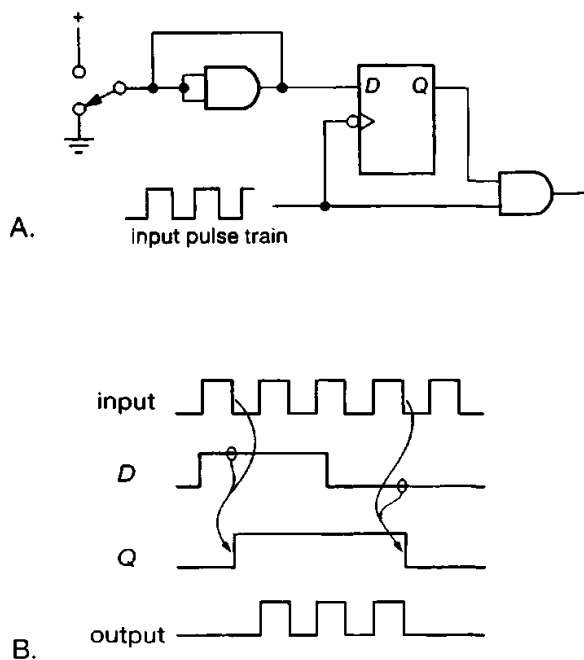 +
D Q
input pulse train
A.
input
D
Q
output
B.